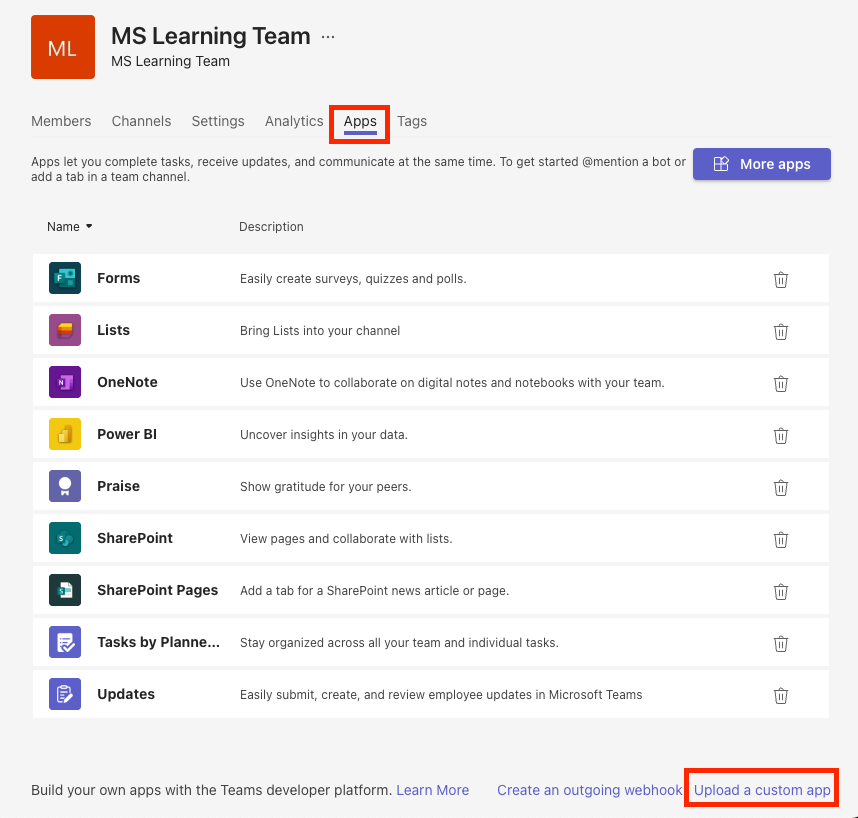 ML
MS Learning Team ...
MS Learning Team
Members Channels Settings Analytics Apps Tags
Apps let you complete tasks, receive updates, and communicate at the same time. To get started @mention a bot or
add a tab in a team channel.
More apps
Name Description
Forms Easily create surveys, quizzes and polls.
Lists Bring Lists into your channel
OneNote Use OneNote to collaborate on digital notes and notebooks with your team.
Power BI Uncover insights in your data.
Praise Show gratitude for your peers.
SharePoint View pages and collaborate with lists.
SharePoint Pages Add a tab for a SharePoint news article or page.
Tasks by Planne... Stay organized across all your team and individual tasks.
Updates Easily submit, create, and review employee updates in Microsoft Teams
Build your own apps with the Teams developer platform. Learn More Create an outgoing webhook Upload a custom app